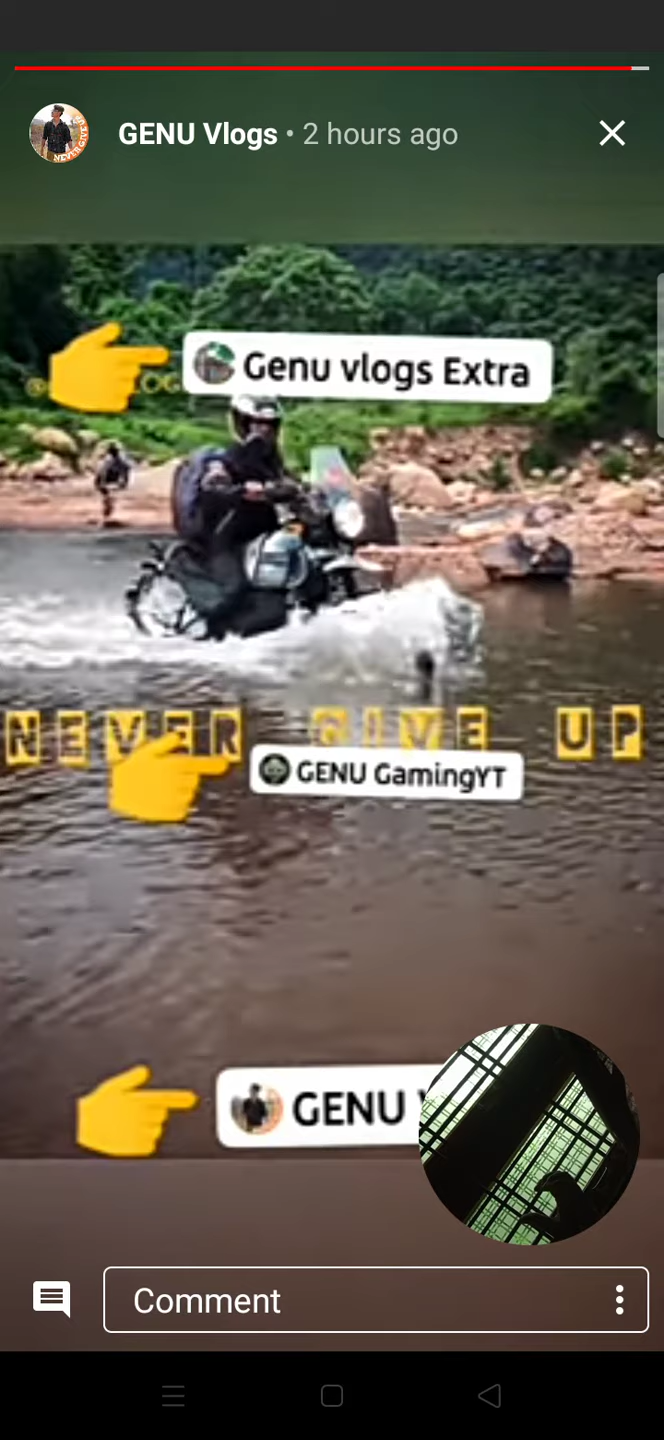 GENU Vlogs • 2 hours ago
Genu vlogs Extra
NEVER GIVE UP
GENU GamingYT
GENU
Comment